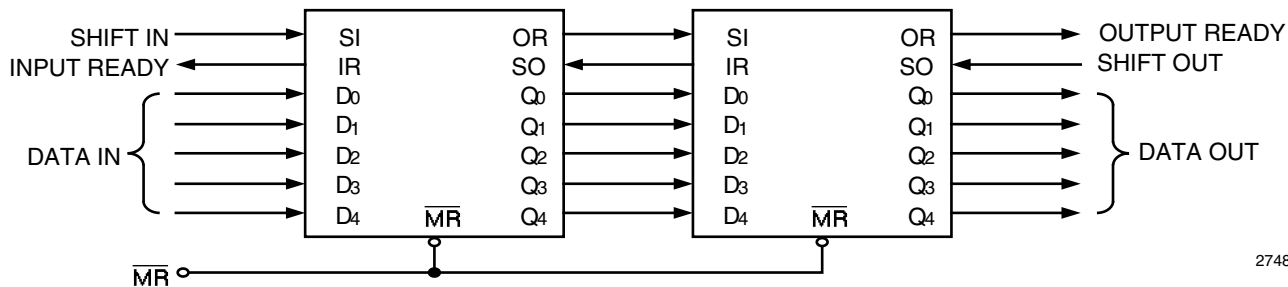 SHIFT IN SI OR SI OR OUTPUT READY
INPUT READY IR SO IR SO SHIFT OUT
D0 Q0 D0 Q0
D1 Q1 D1 Q1
DATA IN D2 Q2 D2 Q2 DATA OUT
D3 Q3 D3 Q3
D4 MR Q4 D4 MR Q4
MR
2748